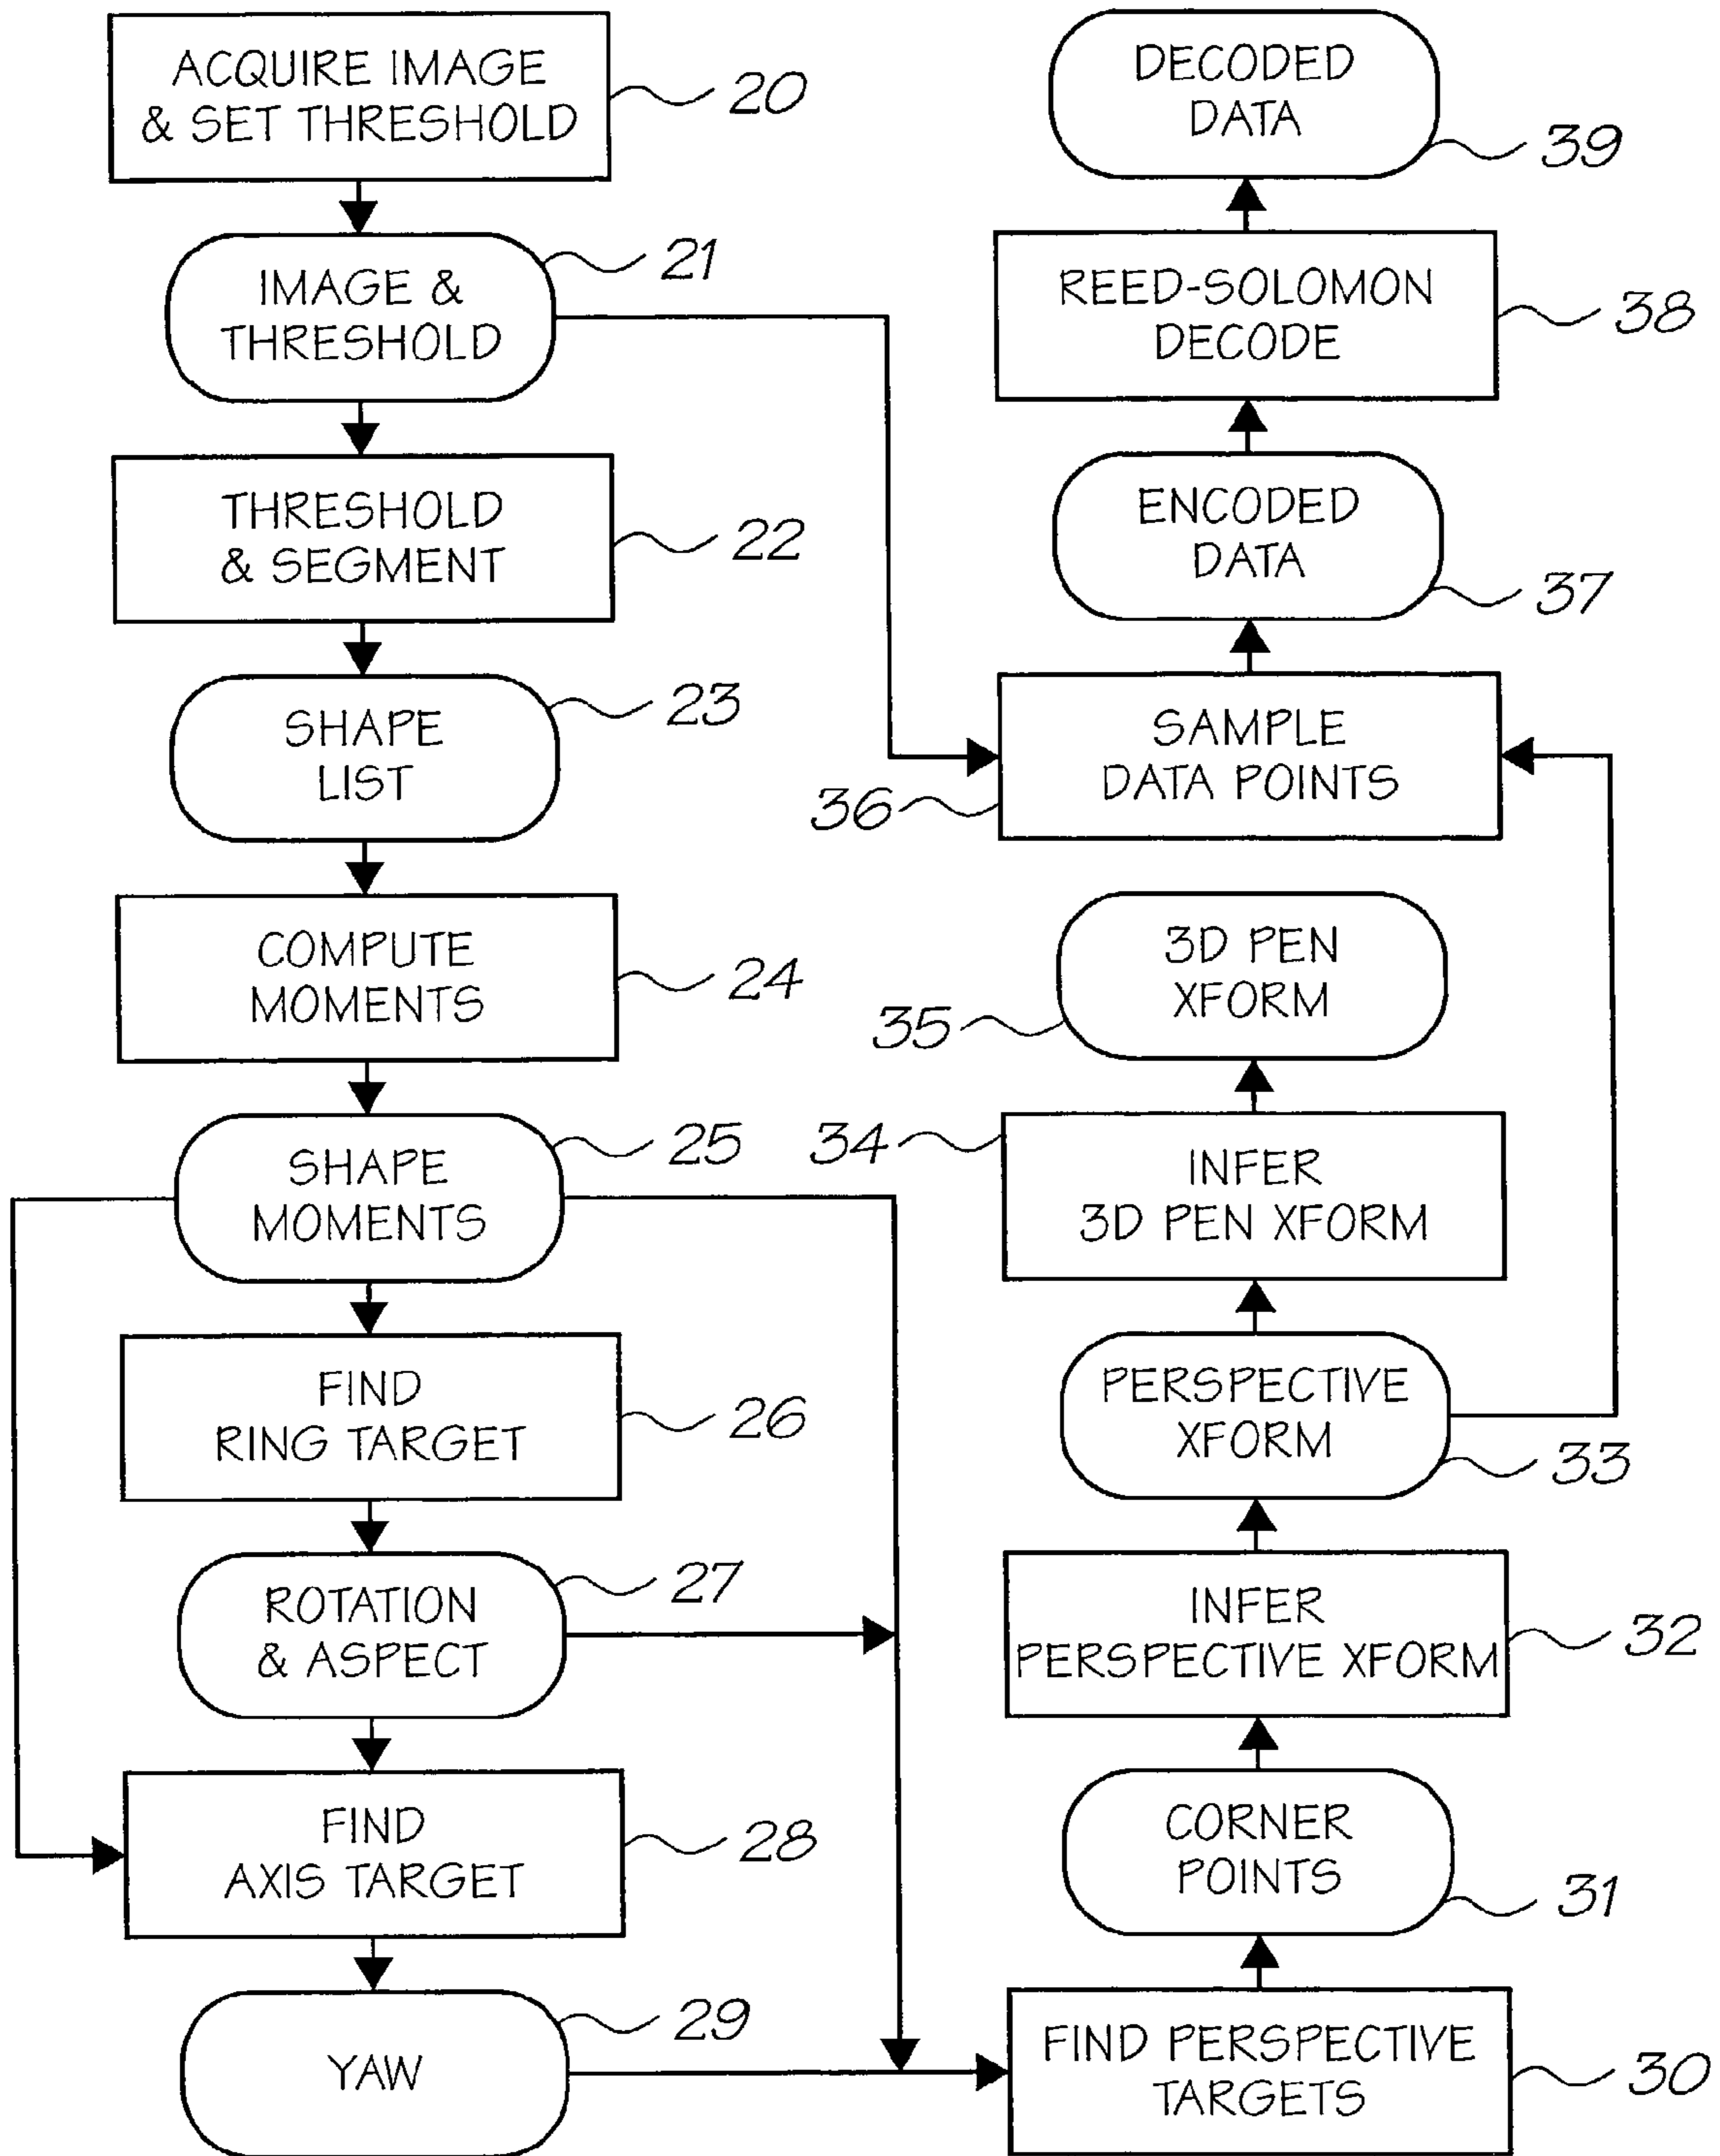 ACQUIRE IMAGE
& SET THRESHOLD
20
IMAGE &
THRESHOLD
21
THRESHOLD
& SEGMENT
22
SHAPE
LIST
23
COMPUTE
MOMENTS
24
SHAPE
MOMENTS
25
FIND
RING TARGET
26
ROTATION
& ASPECT
27
FIND
AXIS TARGET
28
YAW
29
FIND PERSPECTIVE
TARGETS
30
CORNER
POINTS
31
INFER
PERSPECTIVE XFORM
32
PERSPECTIVE
XFORM
33
INFER
3D PEN XFORM
34
3D PEN
XFORM
35
SAMPLE
DATA POINTS
36
ENCODED
DATA
37
REED-SOLOMON
DECODE
38
DECODED
DATA
39